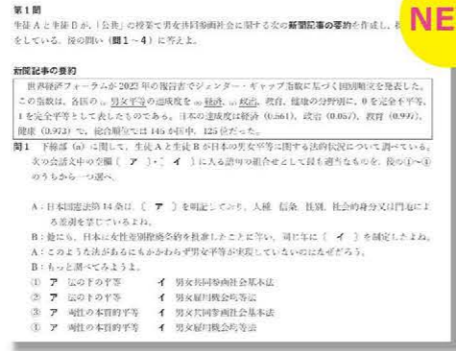 NE
第1問
生徒Aと生徒Bが、「公共」の授業で男女共同参画社会に関する次の新聞記事の要約を作成し、
をしている。後の問い（問1～4）に答えよ。
新聞記事の要約
世界経済フォーラムが2023年の報告書でジェンダー・ギャップ指数に基づく国別順位を発表した。
この指数は、各国の(a)男女平等の達成度を(b)経済、(c)政治、教育、健康の分野別に、0を完全不平等、
1を完全平等として表したものである。日本の達成度は経済（0.561）、政治（0.057）、教育（0.997）、
健康（0.973）で、総合順位では146か国中、125位だった。
問1 下線部(a)に関して、生徒Aと生徒Bが日本の男女平等に関する法的状況について調べている。
次の会話文中の空欄〔ア〕・〔イ〕に入る語句の組合せとして最も適当なものを、後の①～④
のうちから一つ選べ。
A：日本国憲法第14条は、〔ア〕を明記しており、人種、信条、性別、社会的身分又は門地によ
る差別を禁じているよね。
B：他にも、日本は女性差別撤廃条約を批准したことに伴い、同じ年に〔イ〕を制定したよね。
A：このような法があるにもかかわらず男女平等が実現していないのはなぜだろう。
B：もっと調べてみようよ。
① ア 法の下の平等 イ 男女共同参画社会基本法
② ア 法の下の平等 イ 男女雇用機会均等法
③ ア 両性の本質的平等 イ 男女共同参画社会基本法
④ ア 両性の本質的平等 イ 男女雇用機会均等法